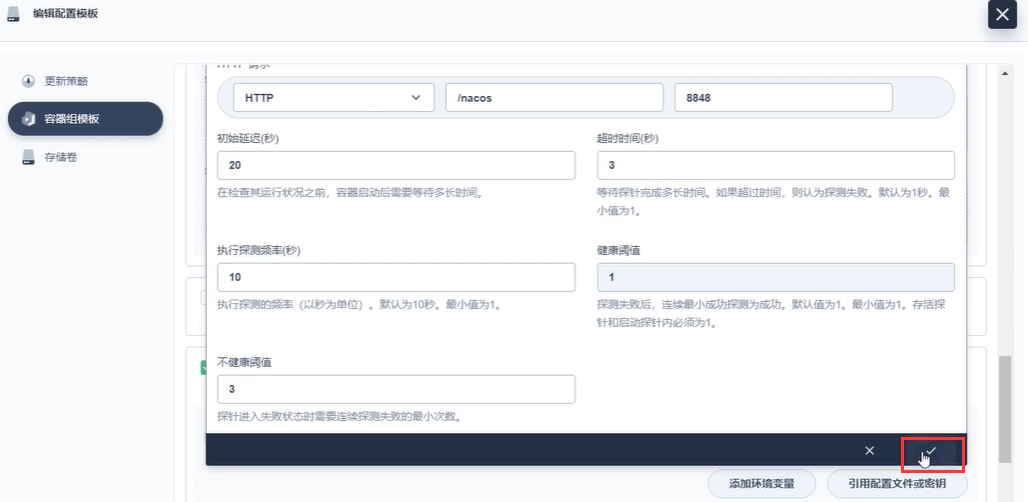 编辑配置模板
更新策略
容器组模板
存储卷
HTTP 请求
HTTP
/nacos
8848
初始延迟(秒)
超时时间(秒)
20
3
在检查其运行状况之前，容器启动后需要等待多长时间。
等待探针完成多长时间。如果超过时间，则认为探测失败。默认为1秒。最
小值为1。
执行探测频率(秒)
健康阈值
10
1
执行探测的频率（以秒为单位）。默认为10秒。最小值为1。
探测失败后，连续最小成功探测为成功。默认值为1。最小值为1。存活探
针和启动探针内必须为1。
不健康阈值
3
探针进入失败状态时需要连续探测失败的最小次数。
添加环境变量
引用配置文件或密钥